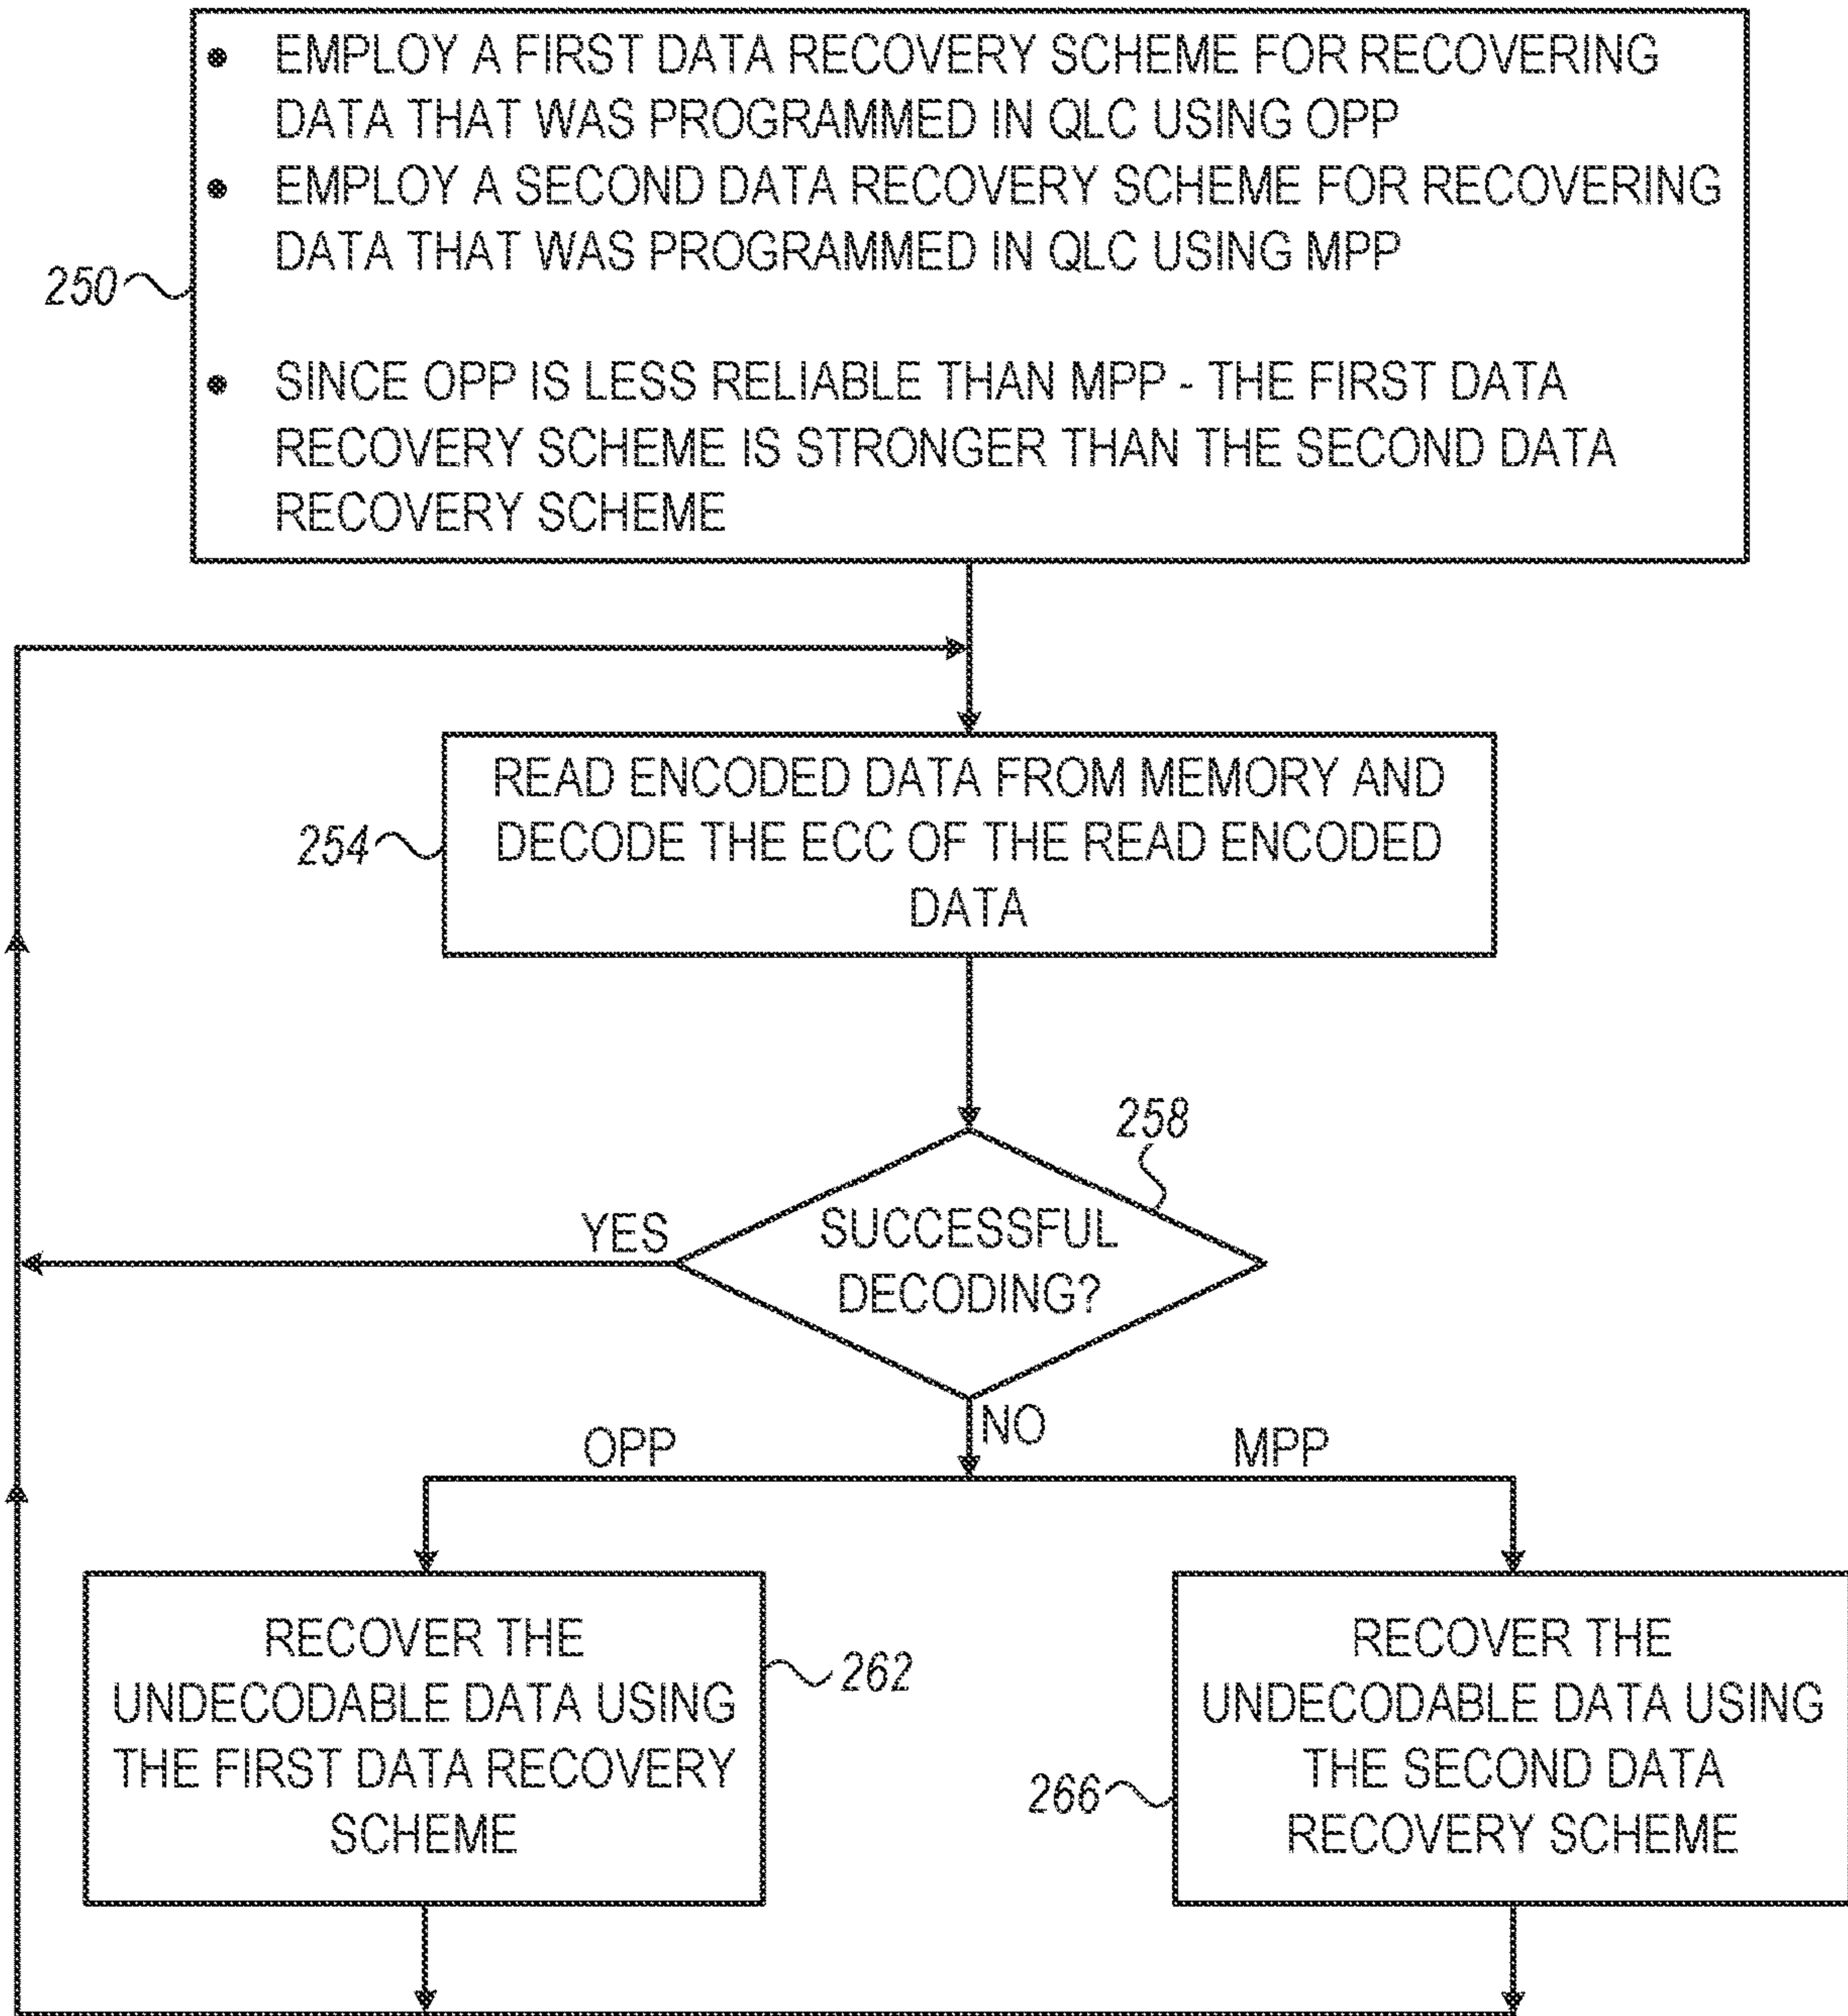 • EMPLOY A FIRST DATA RECOVERY SCHEME FOR RECOVERING
DATA THAT WAS PROGRAMMED IN QLC USING OPP
• EMPLOY A SECOND DATA RECOVERY SCHEME FOR RECOVERING
DATA THAT WAS PROGRAMMED IN QLC USING MPP
250
• SINCE OPP IS LESS RELIABLE THAN MPP - THE FIRST DATA
RECOVERY SCHEME IS STRONGER THAN THE SECOND DATA
RECOVERY SCHEME
READ ENCODED DATA FROM MEMORY AND
DECODE THE ECC OF THE READ ENCODED
DATA
254
258
YES
SUCCESSFUL
DECODING?
NO
OPP
MPP
RECOVER THE
UNDECODABLE DATA USING
THE FIRST DATA RECOVERY
SCHEME
262
RECOVER THE
UNDECODABLE DATA USING
THE SECOND DATA
RECOVERY SCHEME
266